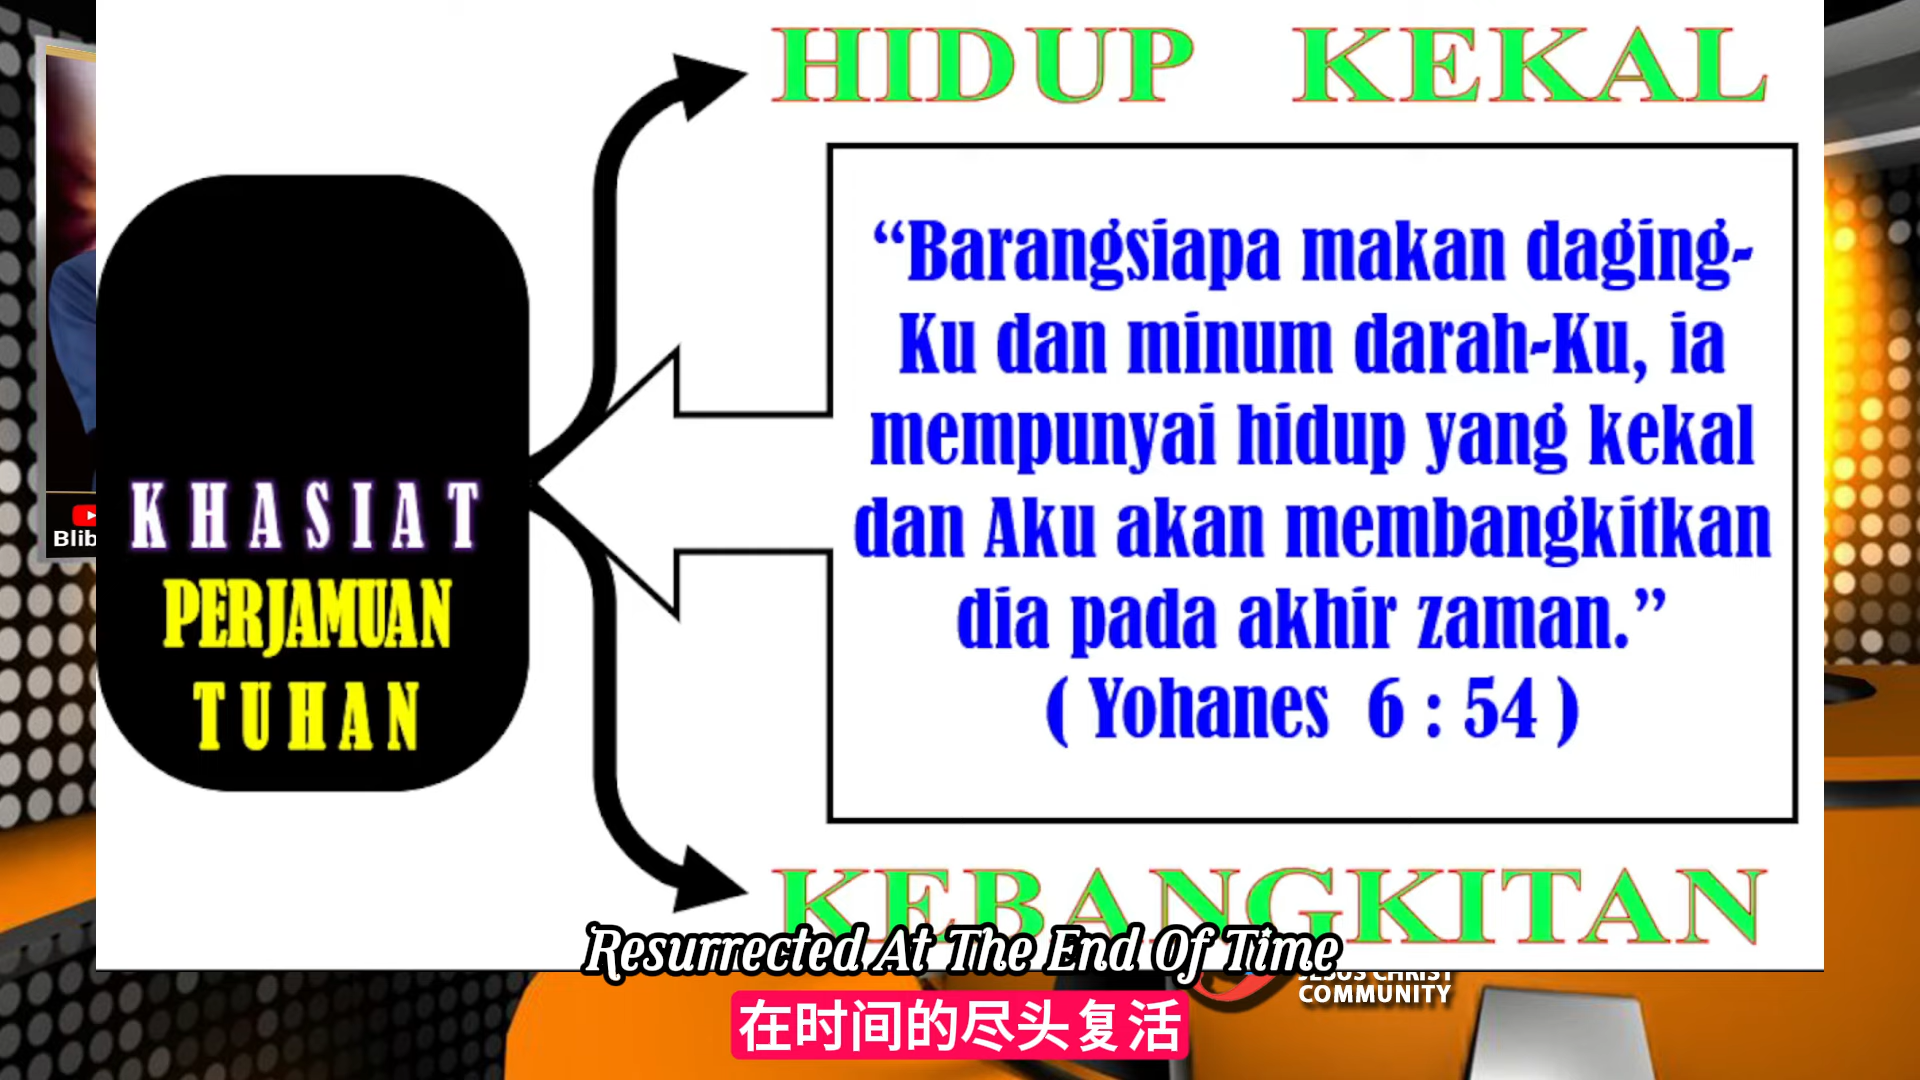 HIDUP KEKAL
“Barangsiapa makan daging-
Ku dan minum darah-Ku, ia
mempunyai hidup yang kekal
dan Aku akan membangkitkan
dia pada akhir zaman.”
( Yohanes 6 : 54 )
KHASIAT
PERJAMUAN
TUHAN
KEBANGKITAN
Resurrected At The End Of Time
JESUS CHRIST
COMMUNITY
在时间的尽头复活